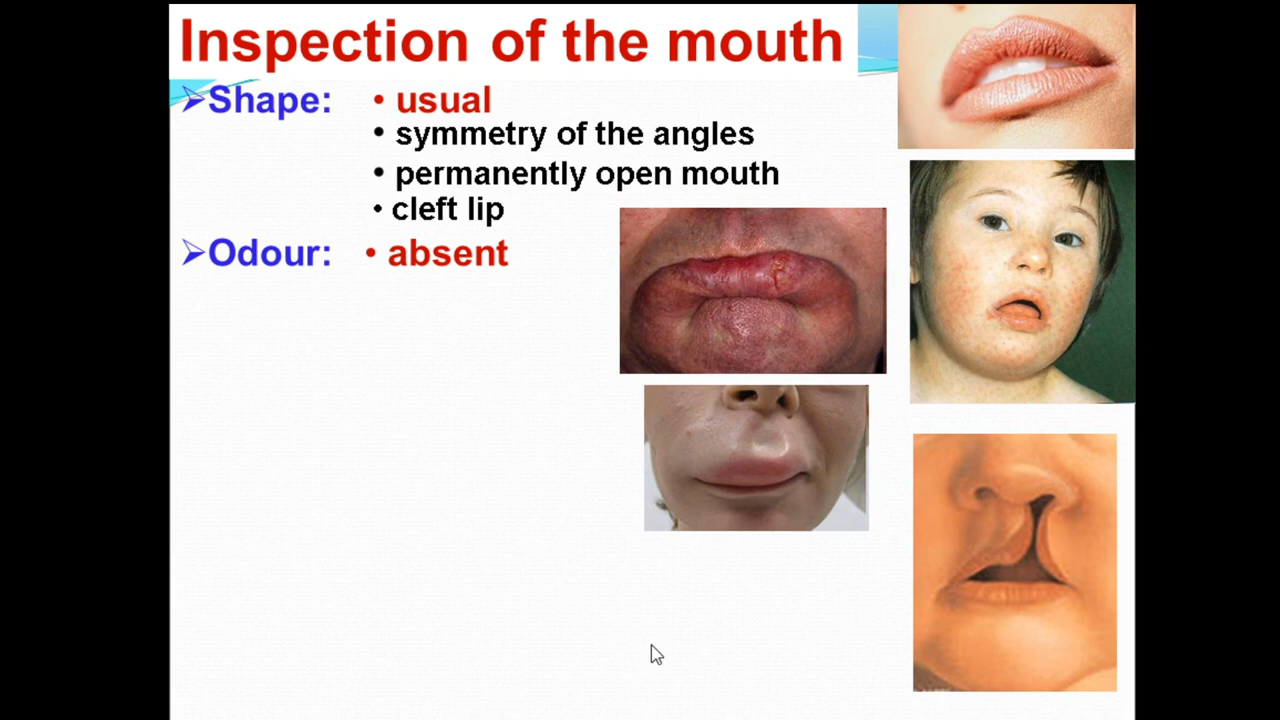 Inspection of the mouth
➢Shape: • usual
• symmetry of the angles
• permanently open mouth
• cleft lip
➢Odour: • absent